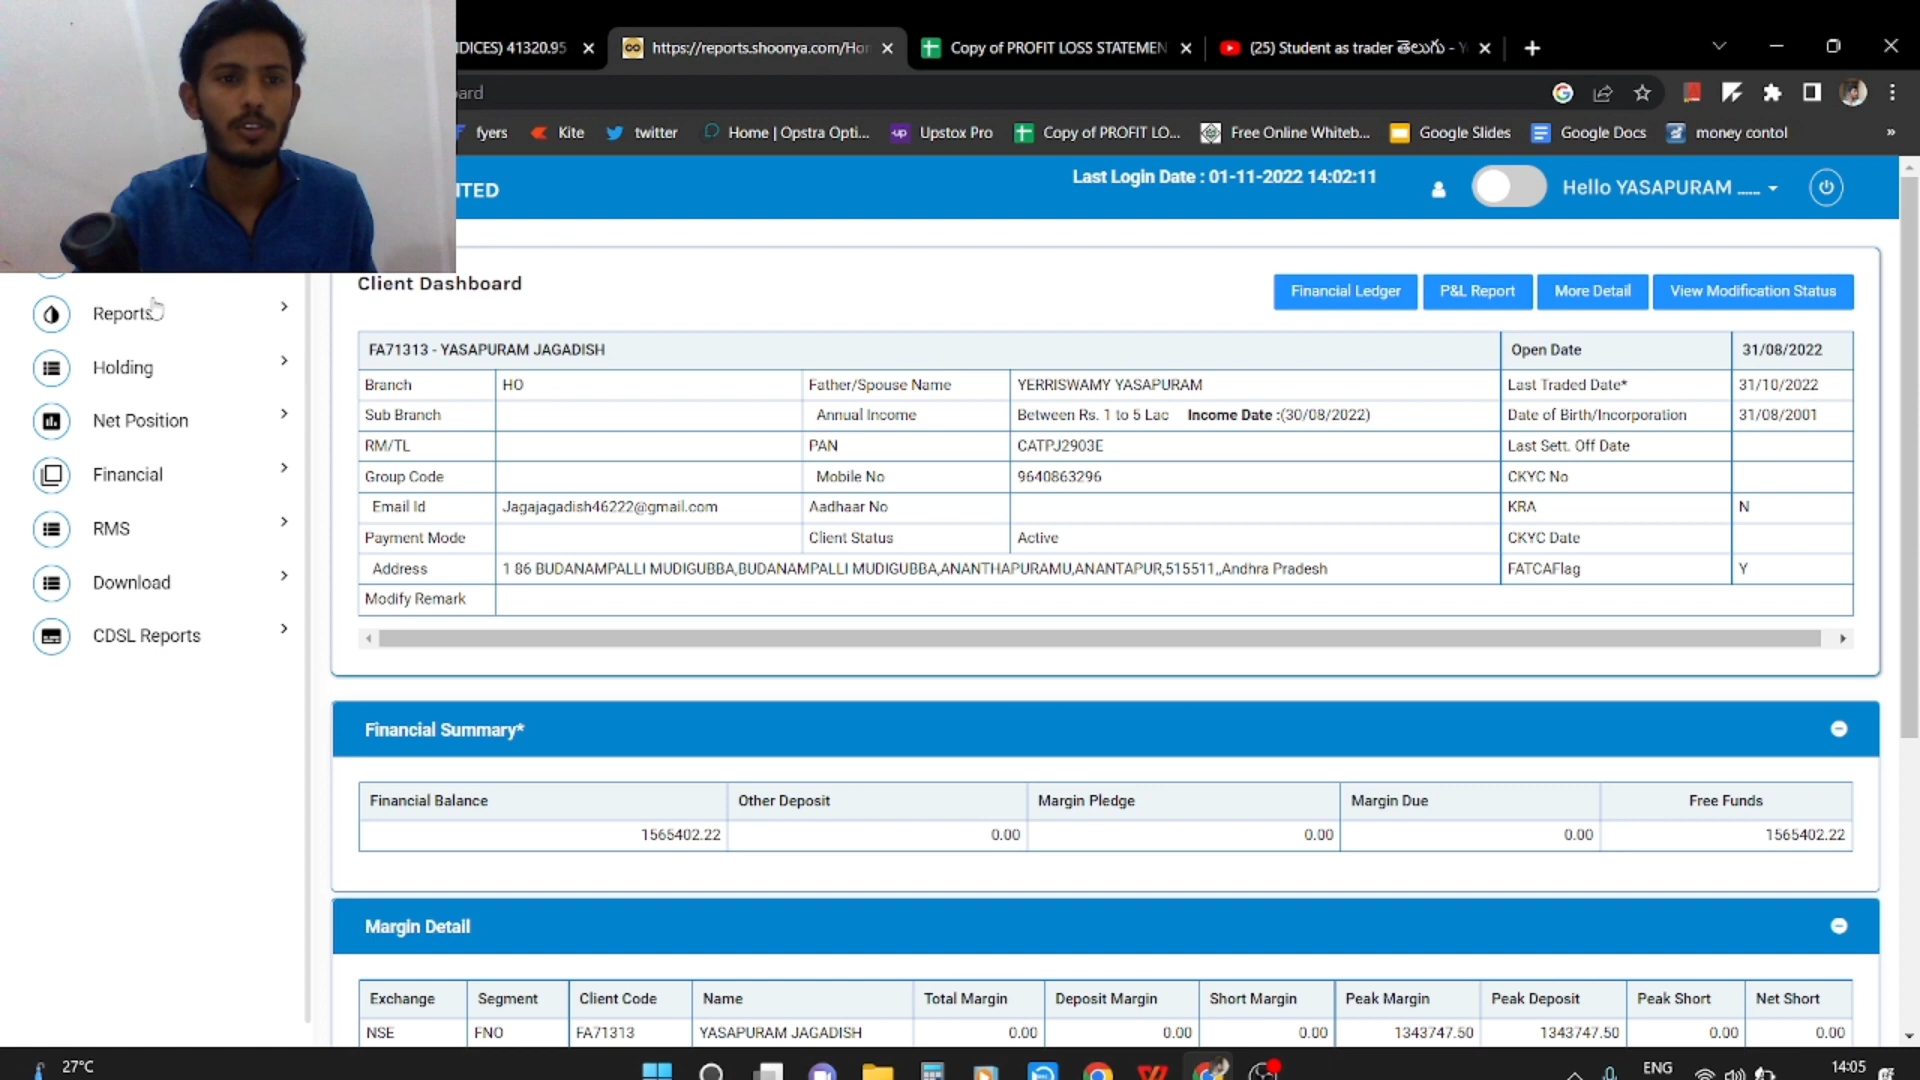 DICES) 41320.95
https://reports.shoonya.com/Hor
Copy of PROFIT LOSS STATEMEN
(25) Student as trader తెలుగు - Y
ard
fyers Kite twitter Home | Opstra Opti... Upstox Pro Copy of PROFIT LO... Free Online Whiteb... Google Slides Google Docs money contol »
ITED
Last Login Date : 01-11-2022 14:02:11
Hello YASAPURAM ......
Reports
Holding
Net Position
Financial
RMS
Download
CDSL Reports
Client Dashboard
Financial Ledger P&L Report More Detail View Modification Status
FA71313 - YASAPURAM JAGADISH Open Date 31/08/2022
Branch HO Father/Spouse Name YERRISWAMY YASAPURAM Last Traded Date* 31/10/2022
Sub Branch Annual Income Between Rs. 1 to 5 Lac Income Date :(30/08/2022) Date of Birth/Incorporation 31/08/2001
RM/TL PAN CATPJ2903E Last Sett. Off Date
Group Code Mobile No 9640863296 CKYC No
Email Id Jagajagadish46222@gmail.com Aadhaar No KRA N
Payment Mode Client Status Active CKYC Date
Address 1 86 BUDANAMPALLI MUDIGUBBA,BUDANAMPALLI MUDIGUBBA,ANANTHAPURAMU,ANANTAPUR,515511,,Andhra Pradesh FATCAFlag Y
Modify Remark
Financial Summary*
Financial Balance Other Deposit Margin Pledge Margin Due Free Funds
1565402.22 0.00 0.00 0.00 1565402.22
Margin Detail
Exchange Segment Client Code Name Total Margin Deposit Margin Short Margin Peak Margin Peak Deposit Peak Short Net Short
NSE FNO FA71313 YASAPURAM JAGADISH 0.00 0.00 0.00 1343747.50 1343747.50 0.00 0.00
27°C
ENG
14:05